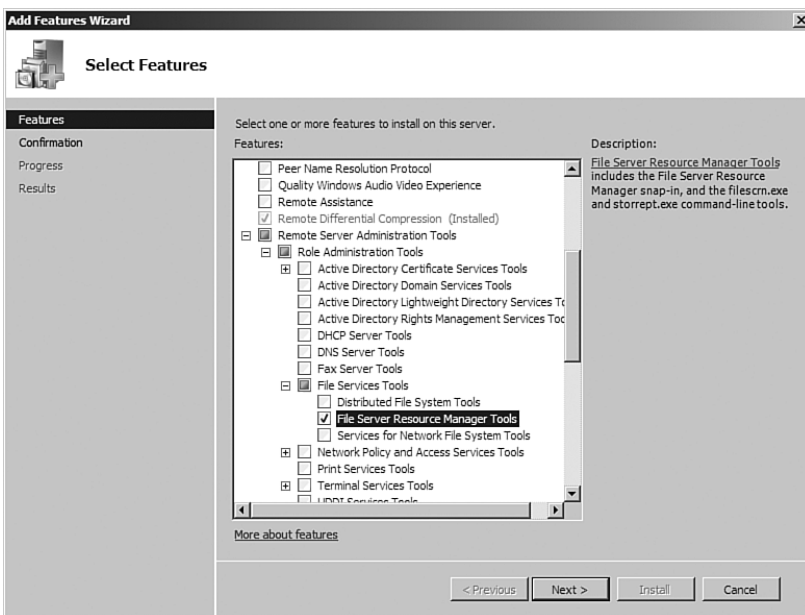 Add Features Wizard
Select Features
Features
Confirmation
Progress
Results
Select one or more features to install on this server.
Features:
Peer Name Resolution Protocol
Quality Windows Audio Video Experience
Remote Assistance
Remote Differential Compression (Installed)
Remote Server Administration Tools
Role Administration Tools
Active Directory Certificate Services Tools
Active Directory Domain Services Tools
Active Directory Lightweight Directory Services To
Active Directory Rights Management Services Too
DHCP Server Tools
DNS Server Tools
Fax Server Tools
File Services Tools
Distributed File System Tools
File Server Resource Manager Tools
Services for Network File System Tools
Network Policy and Access Services Tools
Print Services Tools
Terminal Services Tools
UDDI Services Tools
More about features
Description:
File Server Resource Manager Tools
includes the File Server Resource
Manager snap-in, and the filescrn.exe
and storrept.exe command-line tools.
< Previous
Next >
Install
Cancel